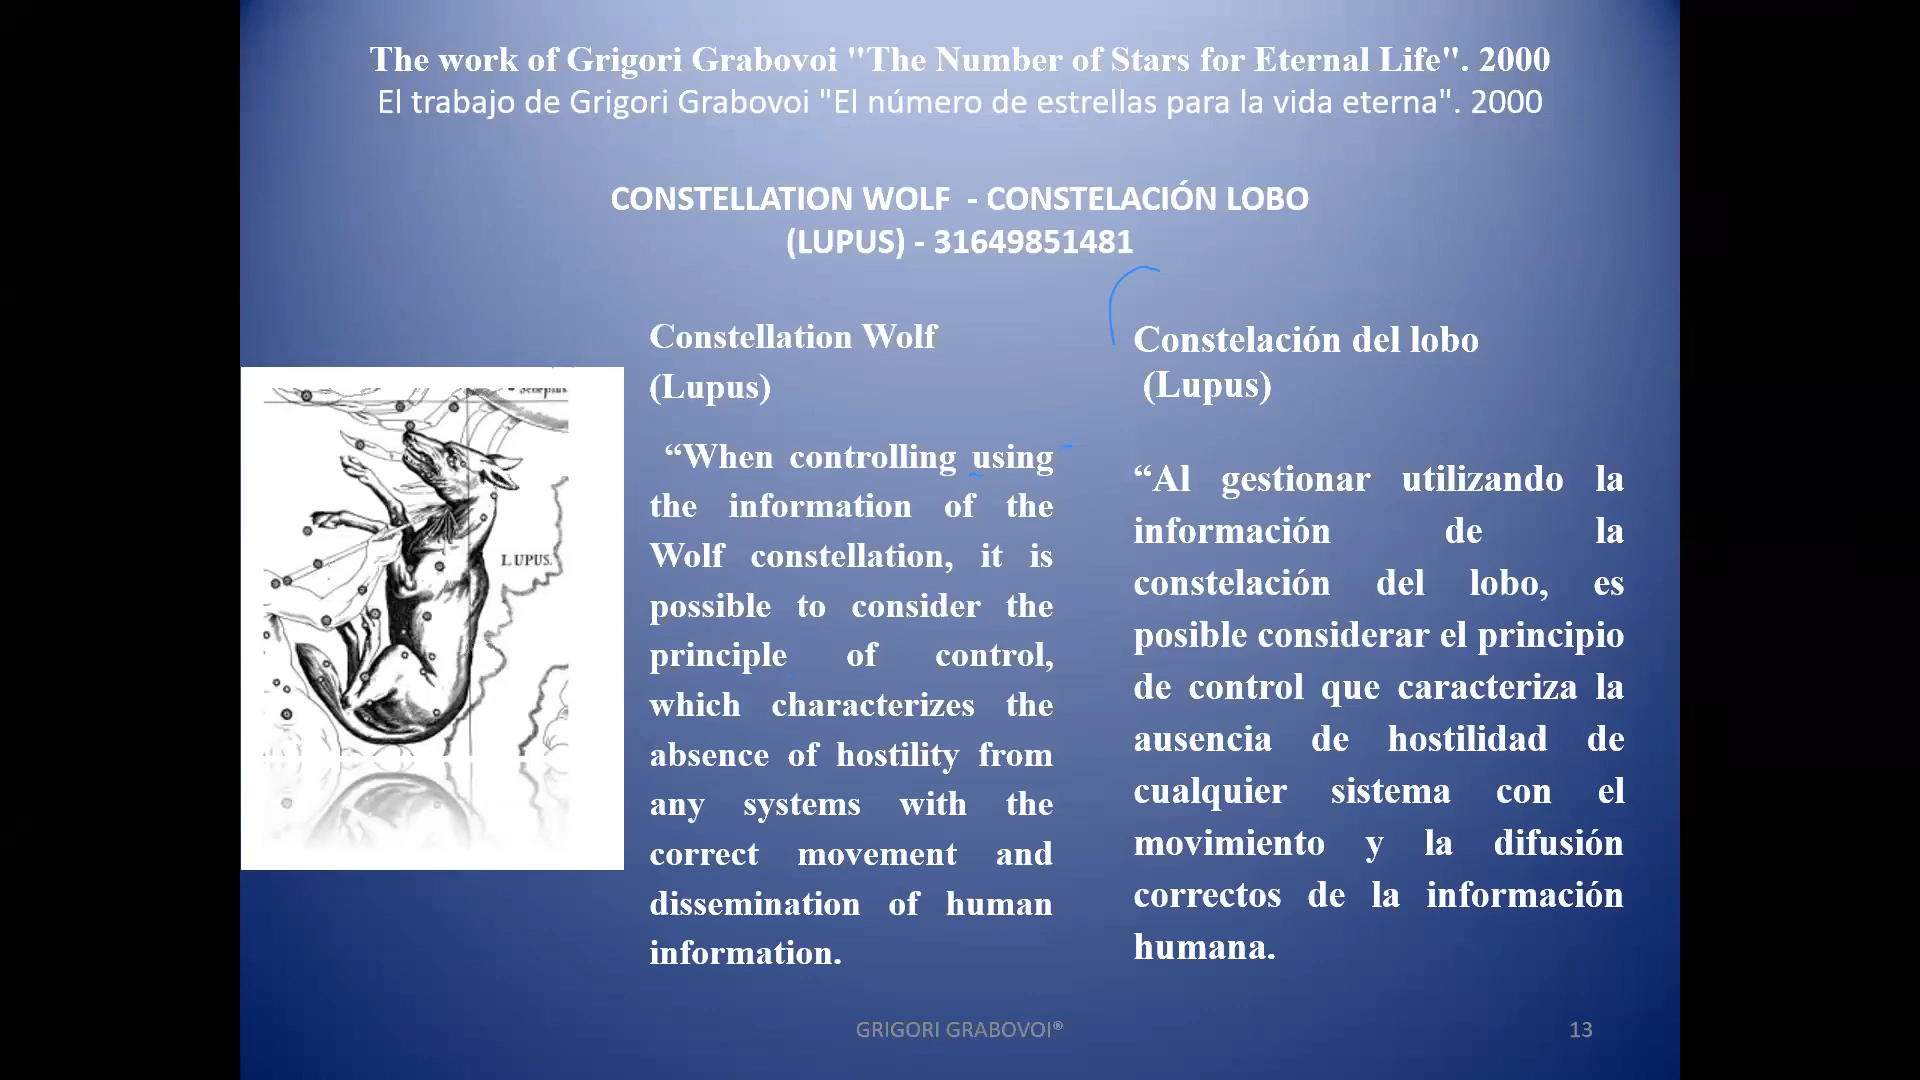 The work of Grigori Grabovoi "The Number of Stars for Eternal Life". 2000
El trabajo de Grigori Grabovoi "El número de estrellas para la vida eterna". 2000
CONSTELLATION WOLF - CONSTELACIÓN LOBO
(LUPUS) - 31649851481
Constellation Wolf
(Lupus)
“When controlling using
the information of the
Wolf constellation, it is
possible to consider the
principle of control,
which characterizes the
absence of hostility from
any systems with the
correct movement and
dissemination of human
information.
Constelación del lobo
(Lupus)
“Al gestionar utilizando la
información de la
constelación del lobo, es
posible considerar el principio
de control que caracteriza la
ausencia de hostilidad de
cualquier sistema con el
movimiento y la difusión
correctos de la información
humana.
LUPUS.
GRIGORI GRABOVOI®
13